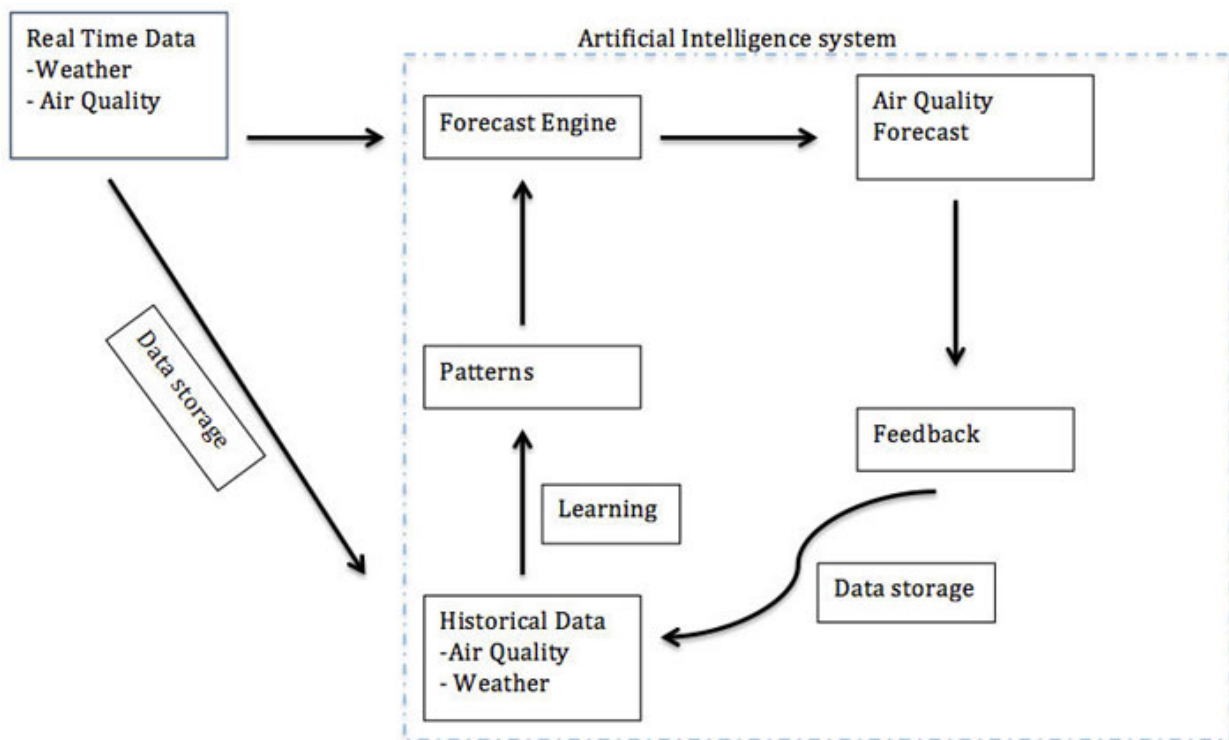 Real Time Data
-Weather
- Air Quality
Artificial Intelligence system
Forecast Engine
Air Quality
Forecast
Data storage
Patterns
Feedback
Learning
Data storage
Historical Data
-Air Quality
- Weather